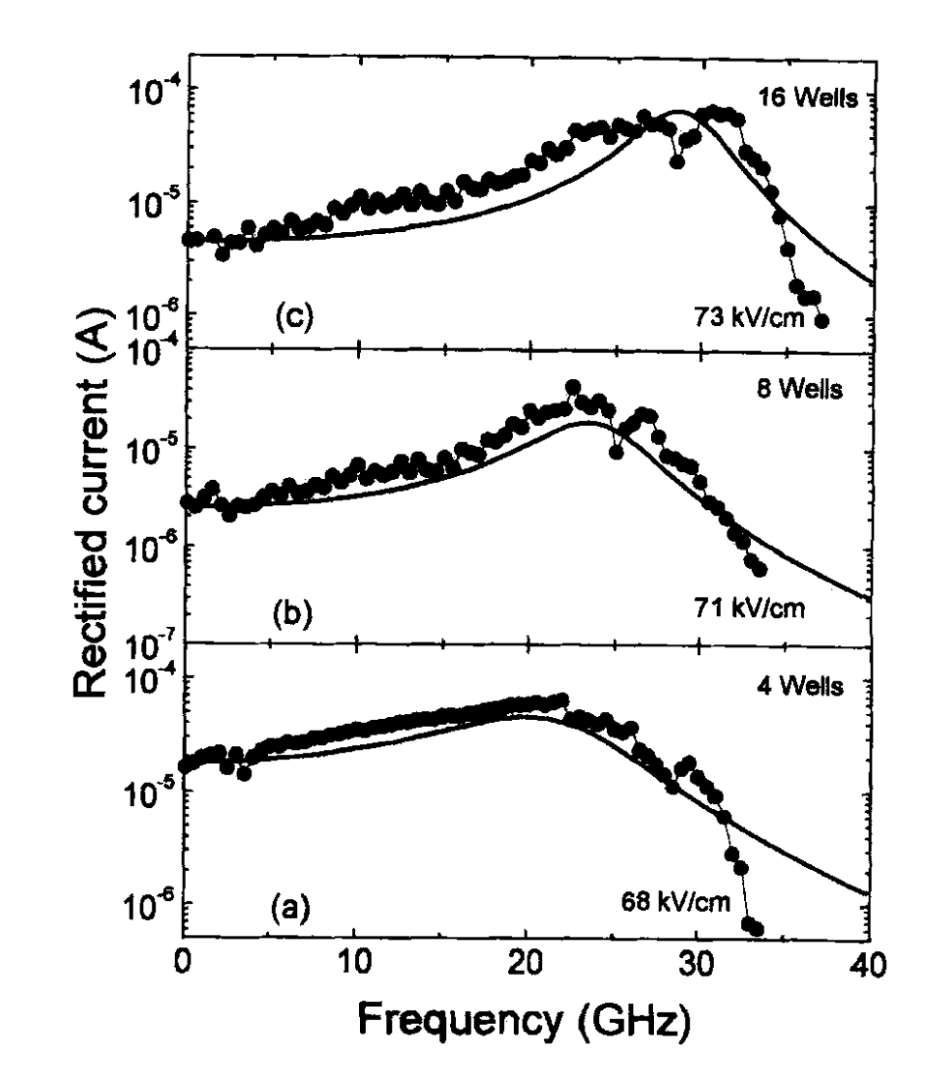 10-4
16 Wells
10-5
10-6
(c)
73 kV/cm
10-4
8 Wells
10-5
10-6
(b)
71 kV/cm
10-7
10-4
4 Wells
10-5
10-6
(a)
68 kV/cm
0 10 20 30 40
Frequency (GHz)
Rectified current (A)